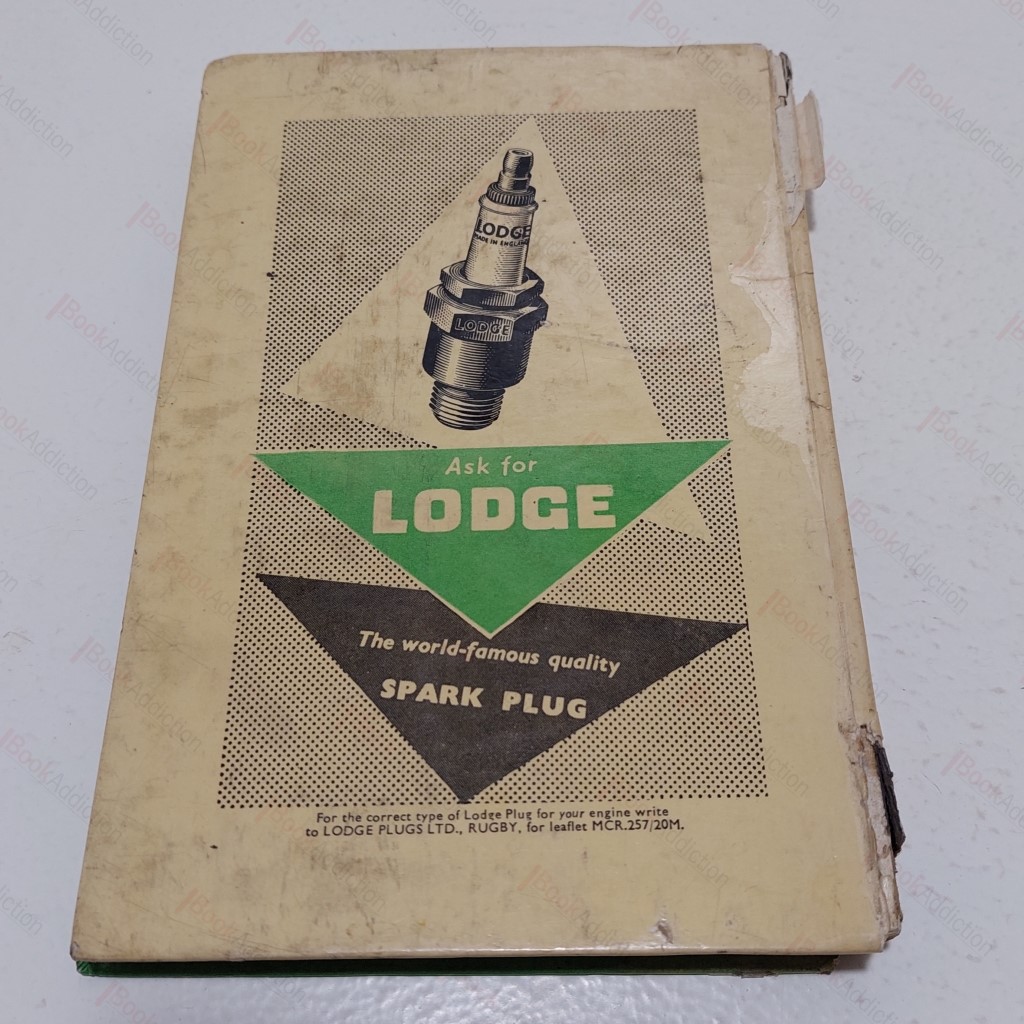 LODGE
MADE IN ENGLAND
LODGE
Ask for
LODGE
The world-famous quality
SPARK PLUG
For the correct type of Lodge Plug for your engine write
to LODGE PLUGS LTD., RUGBY, for leaflet MCR.257/20M.
BookAddiction